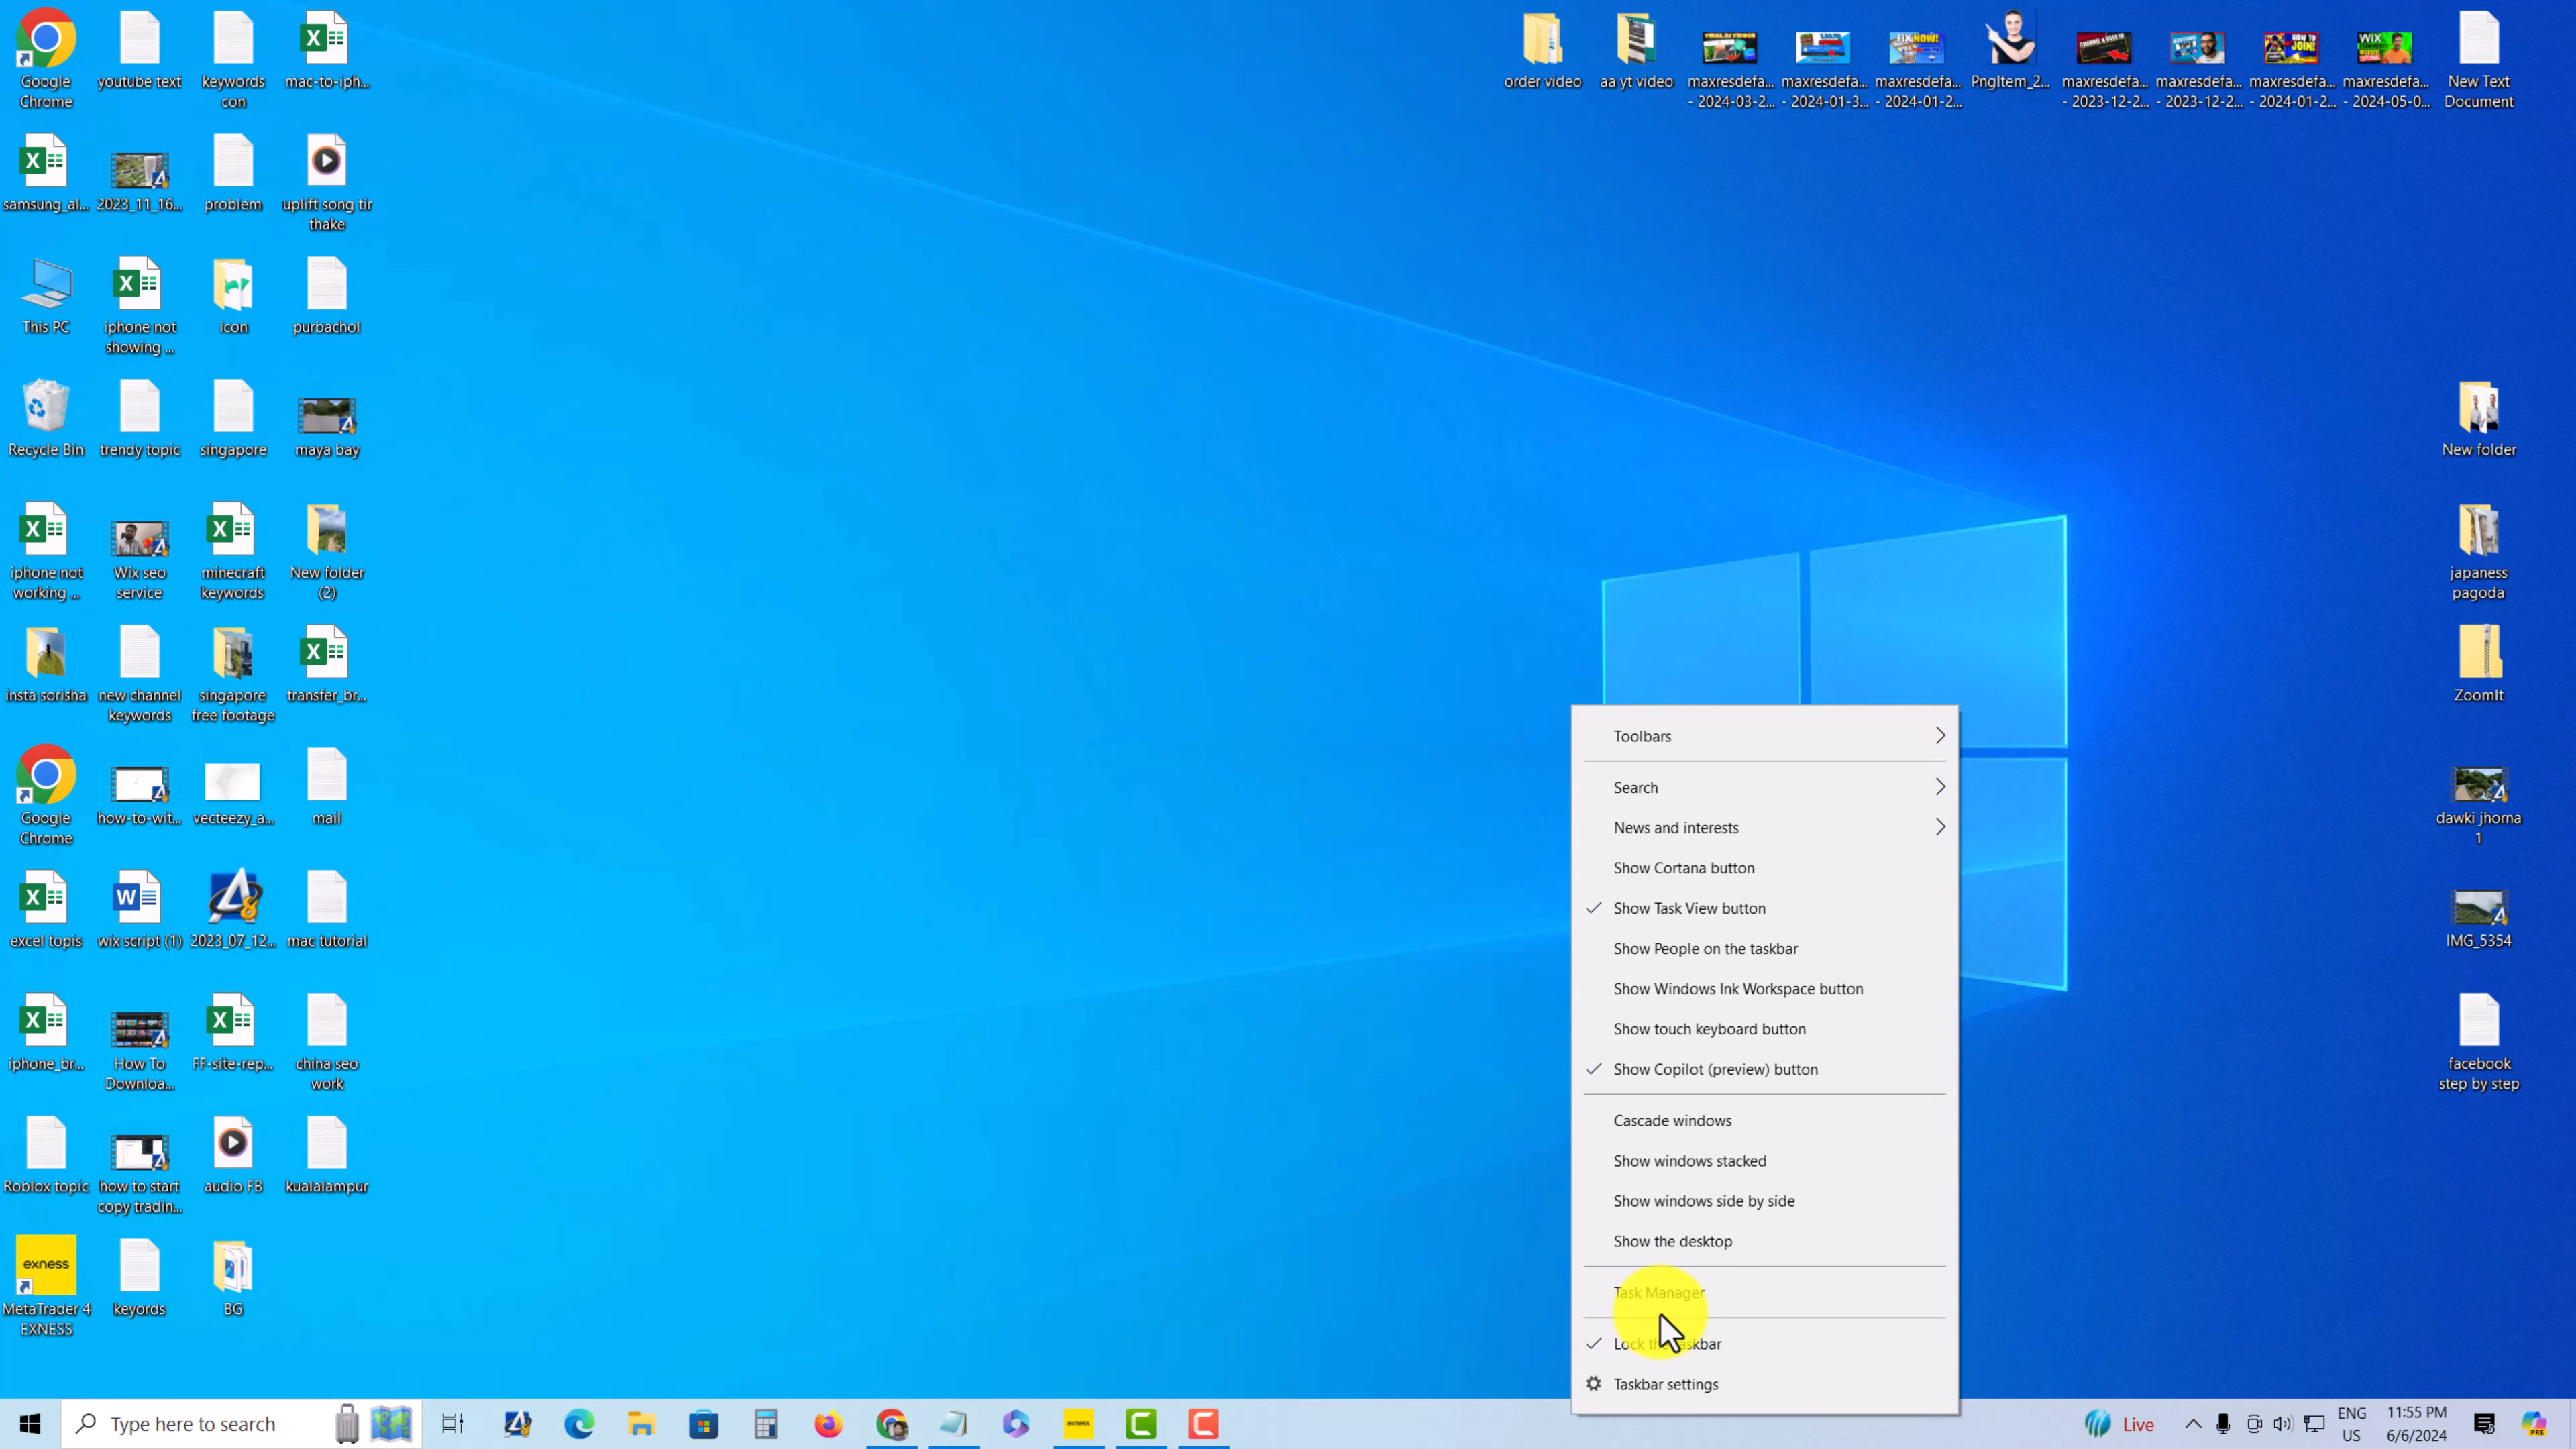 Google
Chrome
youtube text
keywords
con
mac-to-iph...
order video
aa yt video
maxresdefa...
- 2024-03-2...
maxresdefa...
- 2024-01-3...
maxresdefa...
- 2024-01-2...
PngItem_2...
maxresdefa...
- 2023-12-2...
maxresdefa...
- 2023-12-2...
maxresdefa...
- 2024-01-2...
maxresdefa...
- 2024-05-0...
New Text
Document
samsung_al...
2023_11_16...
problem
uplift song tir
thake
This PC
iphone not
showing ...
icon
purbachol
Recycle Bin
trendy topic
singapore
maya bay
New folder
iphone not
working ...
Wix seo
service
minecraft
keywords
New folder
(2)
japaness
pagoda
insta sorisha
new channel
keywords
singapore
free footage
transfer_br...
ZoomIt
Google
Chrome
how-to-wit...
vecteezy_a...
mail
dawki jhorna
1
excel topis
wix script (1)
2023_07_12...
mac tutorial
IMG_5354
iphone_br...
How To
Downloa...
FF-site-rep...
china seo
work
facebook
step by step
Roblox topic
how to start
copy tradin...
audio FB
kualalampur
exness
MetaTrader 4
EXNESS
keyords
BG
Toolbars
Search
News and interests
Show Cortana button
Show Task View button
Show People on the taskbar
Show Windows Ink Workspace button
Show touch keyboard button
Show Copilot (preview) button
Cascade windows
Show windows stacked
Show windows side by side
Show the desktop
Task Manager
Lock the taskbar
Taskbar settings
Type here to search
exness
Live
ENG
US
11:55 PM
6/6/2024
PRE